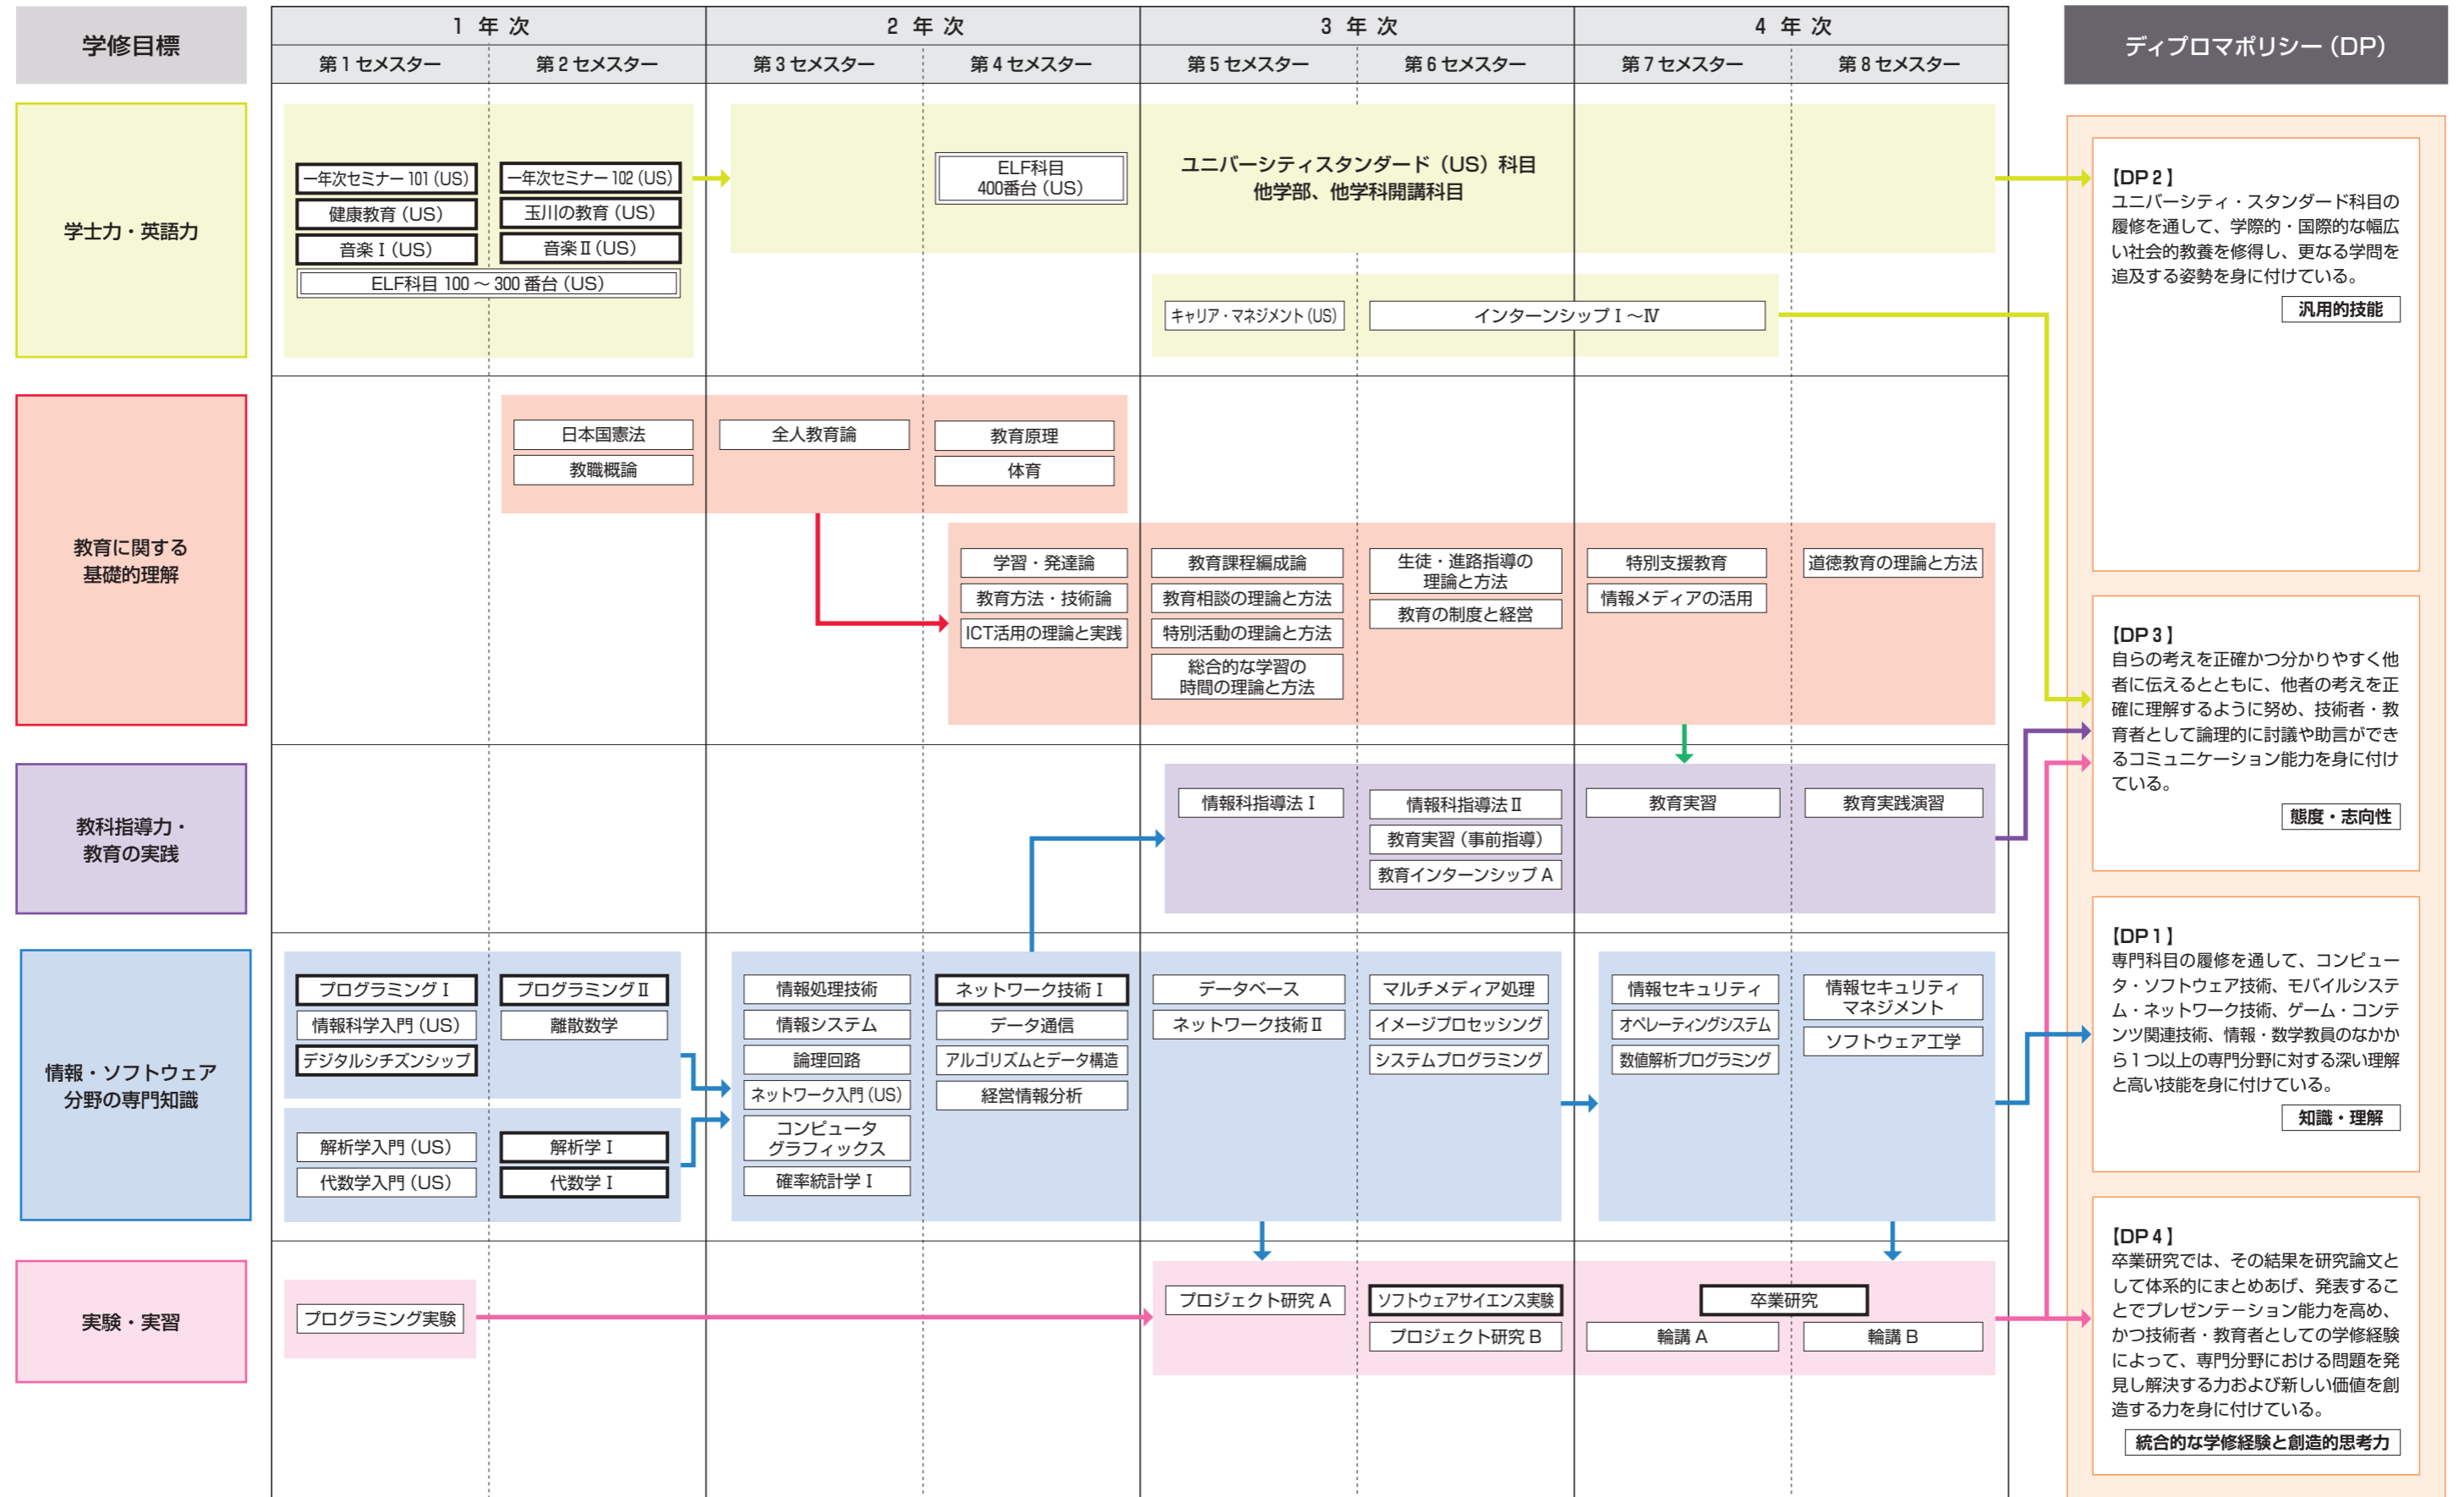 学修目標
1 年 次
2 年 次
3 年 次
4 年 次
第1セメスター
第2セメスター
第3セメスター
第4セメスター
第5セメスター
第6セメスター
第7セメスター
第8セメスター
ディプロマポリシー（DP）
学士力・英語力
一年次セミナー 101（US）
健康教育（US）
音楽Ⅰ（US）
一年次セミナー 102（US）
玉川の教育（US）
音楽Ⅱ（US）
ELF科目 100 ～ 300 番台（US）
ELF科目
400番台（US）
ユニバーシティスタンダード（US）科目
他学部、他学科開講科目
キャリア・マネジメント（US）
インターンシップⅠ～Ⅳ
教育に関する
基礎的理解
日本国憲法
教職概論
全人教育論
教育原理
体育
学習・発達論
教育方法・技術論
ICT活用の理論と実践
教育課程編成論
教育相談の理論と方法
特別活動の理論と方法
総合的な学習の
時間の理論と方法
生徒・進路指導の
理論と方法
教育の制度と経営
特別支援教育
情報メディアの活用
道徳教育の理論と方法
教科指導力・
教育の実践
情報科指導法Ⅰ
情報科指導法Ⅱ
教育実習（事前指導）
教育インターンシップ A
教育実習
教育実践演習
情報・ソフトウェア
分野の専門知識
プログラミングⅠ
情報科学入門（US）
デジタルシチズンシップ
プログラミングⅡ
離散数学
解析学入門（US）
代数学入門（US）
解析学Ⅰ
代数学Ⅰ
情報処理技術
情報システム
論理回路
ネットワーク入門（US）
コンピュータ
グラフィックス
確率統計学Ⅰ
ネットワーク技術Ⅰ
データ通信
アルゴリズムとデータ構造
経営情報分析
データベース
ネットワーク技術Ⅱ
マルチメディア処理
イメージプロセッシング
システムプログラミング
情報セキュリティ
オペレーティングシステム
数値解析プログラミング
情報セキュリティ
マネジメント
ソフトウェア工学
実験・実習
プログラミング実験
プロジェクト研究 A
ソフトウェアサイエンス実験
プロジェクト研究 B
卒業研究
輪講 A
輪講 B
【DP 2】
ユニバーシティ・スタンダード科目の
履修を通して、学際的・国際的な幅広
い社会的教養を修得し、更なる学問を
追及する姿勢を身に付けている。
汎用的技能
【DP 3】
自らの考えを正確かつ分かりやすく他
者に伝えるとともに、他者の考えを正
確に理解するように努め、技術者・教
育者として論理的に討議や助言ができ
るコミュニケーション能力を身に付け
ている。
態度・志向性
【DP 1】
専門科目の履修を通して、コンピュー
タ・ソフトウェア技術、モバイルシステ
ム・ネットワーク技術、ゲーム・コンテ
ンツ関連技術、情報・数学教員のなかか
ら１つ以上の専門分野に対する深い理解
と高い技能を身に付けている。
知識・理解
【DP 4】
卒業研究では、その結果を研究論文と
して体系的にまとめあげ、発表するこ
とでプレゼンテーション能力を高め、
かつ技術者・教育者としての学修経験
によって、専門分野における問題を発
見し解決する力および新しい価値を創
造する力を身に付けている。
統合的な学修経験と創造的思考力